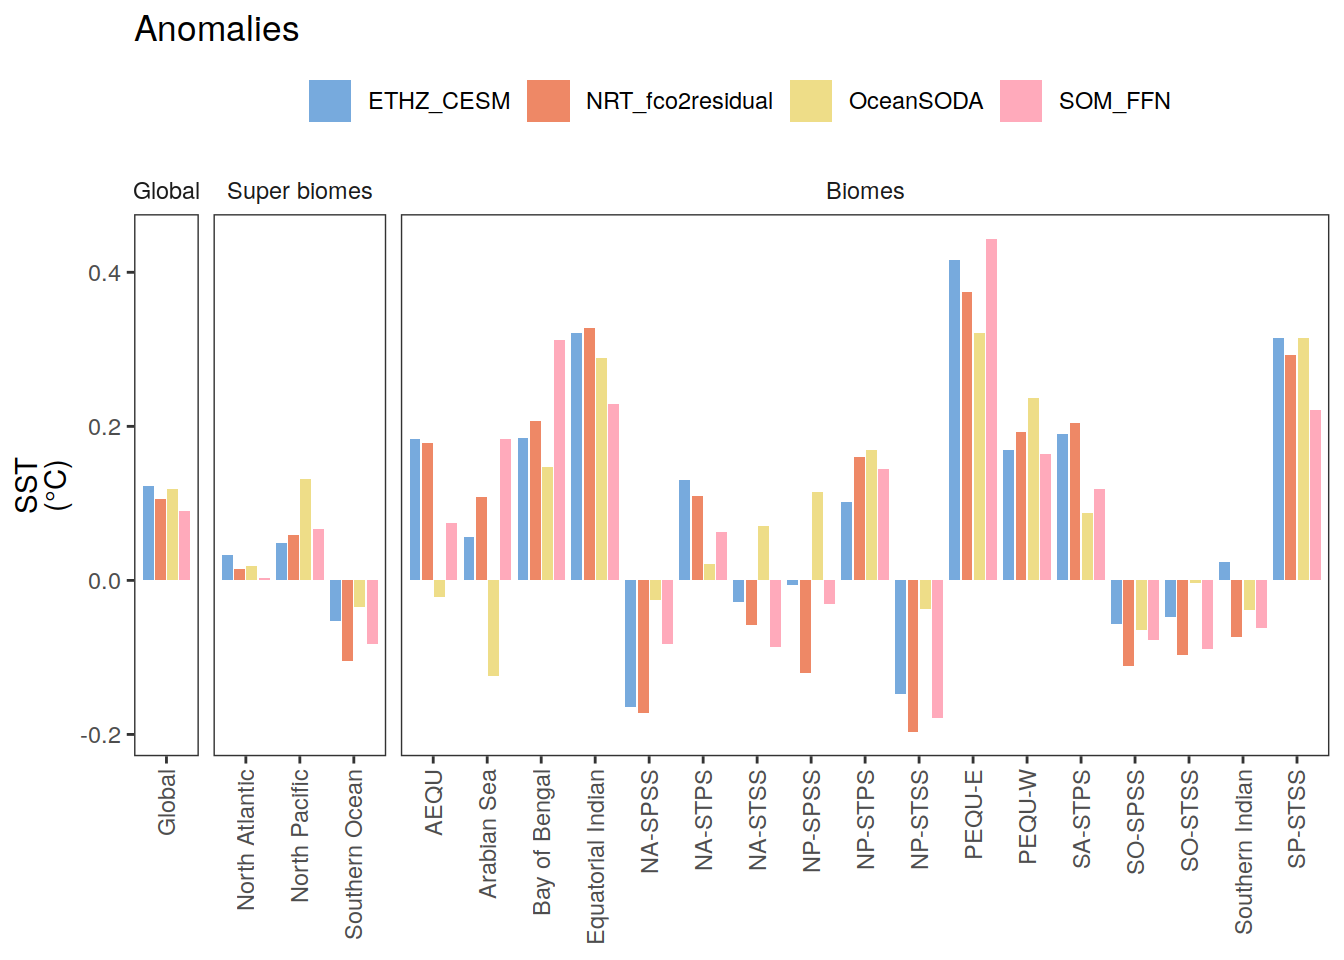 Anomalies
ETHZ_CESM NRT_fco2residual OceanSODA SOM_FFN
Global Super biomes Biomes
SST
(°C)
0.4
0.2
0.0
-0.2
Global
North Atlantic
North Pacific
Southern Ocean
AEQU
Arabian Sea
Bay of Bengal
Equatorial Indian
NA-SPSS
NA-STPS
NA-STSS
NP-SPSS
NP-STPS
NP-STSS
PEQU-E
PEQU-W
SA-STPS
SO-SPSS
SO-STSS
Southern Indian
SP-STSS